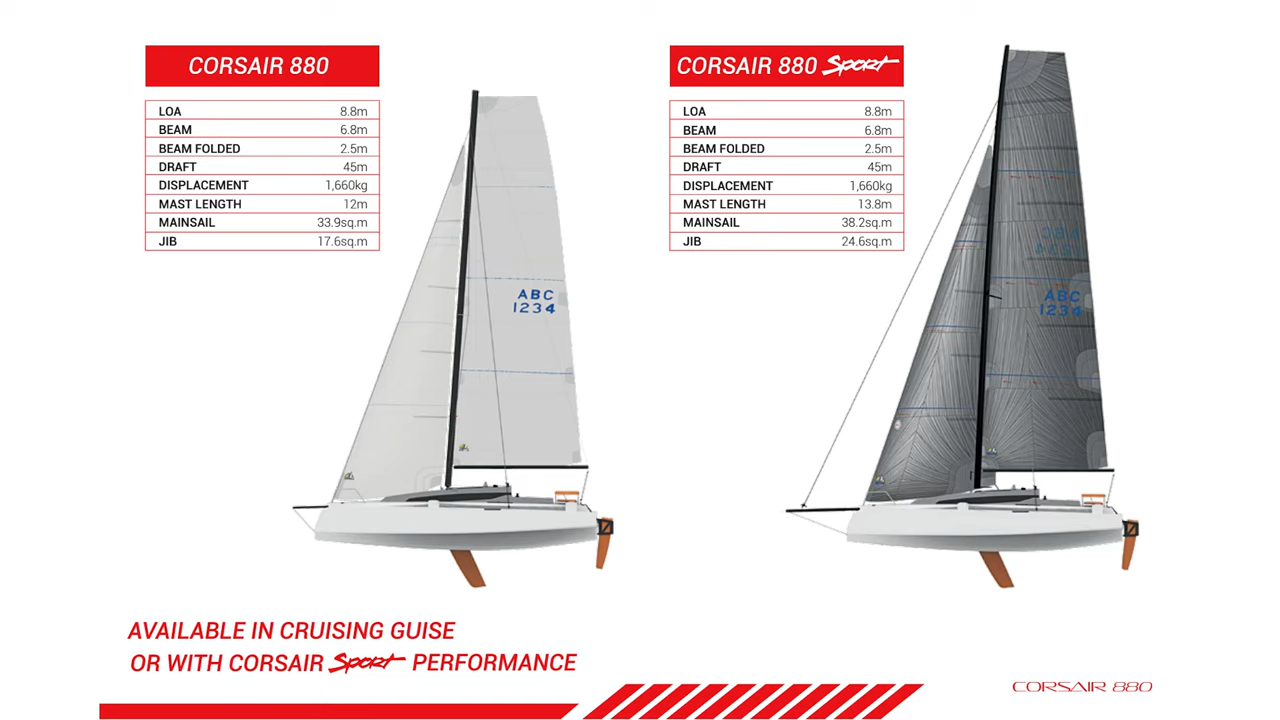 CORSAIR 880
LOA 8.8m
BEAM 6.8m
BEAM FOLDED 2.5m
DRAFT 45m
DISPLACEMENT 1,660kg
MAST LENGTH 12m
MAINSAIL 33.9sq.m
JIB 17.6sq.m
ABC
1234
CORSAIR 880 Sport
LOA 8.8m
BEAM 6.8m
BEAM FOLDED 2.5m
DRAFT 45m
DISPLACEMENT 1,660kg
MAST LENGTH 13.8m
MAINSAIL 38.2sq.m
JIB 24.6sq.m
ABC
1234
AVAILABLE IN CRUISING GUISE
OR WITH CORSAIR Sport PERFORMANCE
CORSAIR 880